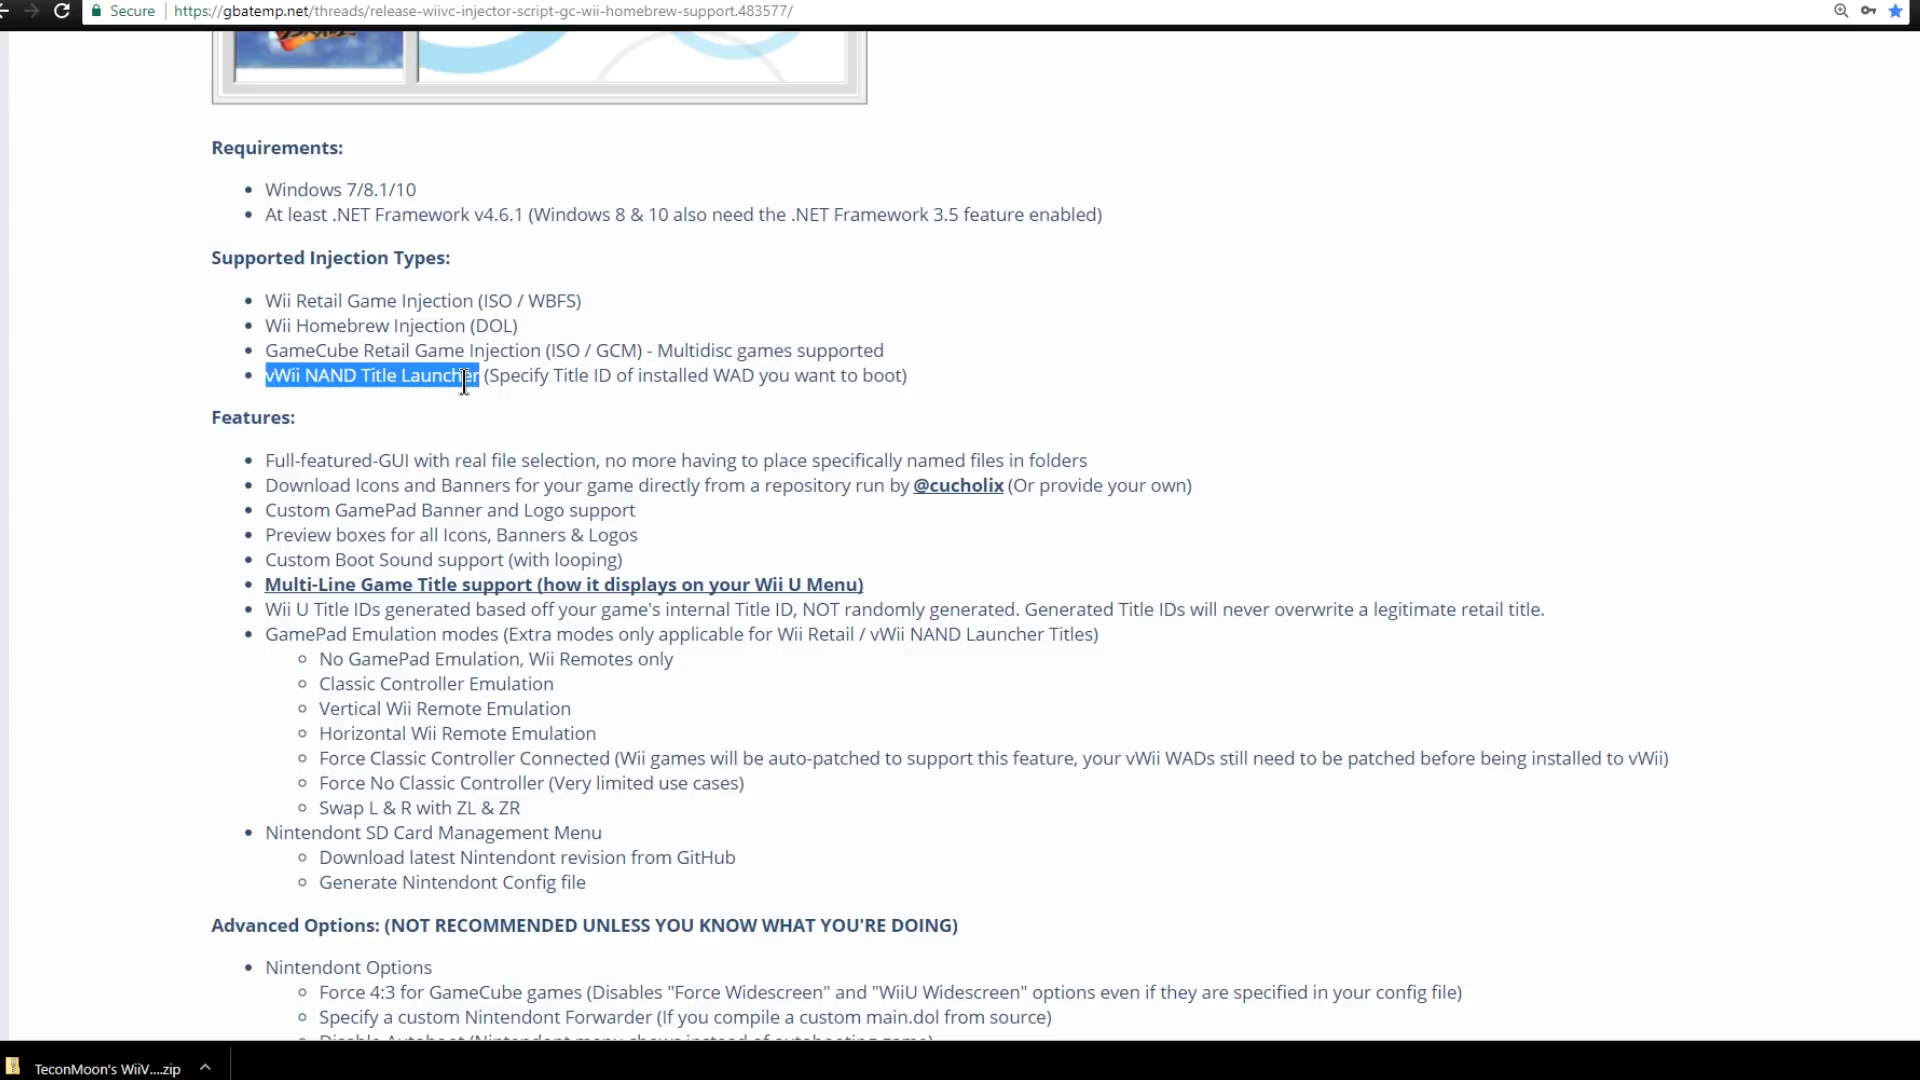 Secure | https://gbatemp.net/threads/release-wiivc-injector-script-gc-wii-homebrew-support.483577/
Requirements:
Windows 7/8.1/10
At least .NET Framework v4.6.1 (Windows 8 & 10 also need the .NET Framework 3.5 feature enabled)
Supported Injection Types:
Wii Retail Game Injection (ISO / WBFS)
Wii Homebrew Injection (DOL)
GameCube Retail Game Injection (ISO / GCM) - Multidisc games supported
vWii NAND Title Launcher (Specify Title ID of installed WAD you want to boot)
Features:
Full-featured-GUI with real file selection, no more having to place specifically named files in folders
Download Icons and Banners for your game directly from a repository run by @cucholix (Or provide your own)
Custom GamePad Banner and Logo support
Preview boxes for all Icons, Banners & Logos
Custom Boot Sound support (with looping)
Multi-Line Game Title support (how it displays on your Wii U Menu)
Wii U Title IDs generated based off your game's internal Title ID, NOT randomly generated. Generated Title IDs will never overwrite a legitimate retail title.
GamePad Emulation modes (Extra modes only applicable for Wii Retail / vWii NAND Launcher Titles)
No GamePad Emulation, Wii Remotes only
Classic Controller Emulation
Vertical Wii Remote Emulation
Horizontal Wii Remote Emulation
Force Classic Controller Connected (Wii games will be auto-patched to support this feature, your vWii WADs still need to be patched before being installed to vWii)
Force No Classic Controller (Very limited use cases)
Swap L & R with ZL & ZR
Nintendont SD Card Management Menu
Download latest Nintendont revision from GitHub
Generate Nintendont Config file
Advanced Options: (NOT RECOMMENDED UNLESS YOU KNOW WHAT YOU'RE DOING)
Nintendont Options
Force 4:3 for GameCube games (Disables "Force Widescreen" and "WiiU Widescreen" options even if they are specified in your config file)
Specify a custom Nintendont Forwarder (If you compile a custom main.dol from source)
Disable Autoboot (Nintendont menu shows instead of autobooting game)
TeconMoon's WiiV....zip